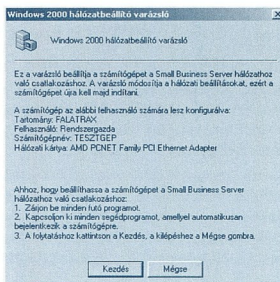 Windows 2000 hálózatbeállító varázsló
Windows 2000 hálózatbeállító varázsló
Ez a varázsló beállítja a számítógépet a Small Business Server hálózathoz
való csatlakozáshoz. A varázsló módosítja a hálózati beállításokat, ezért a
számítógépet újra kell majd indítani.
A számítógép az alábbi felhasználó számára lesz konfigurálva:
Tartomány: FALATRAX
Felhasználó: Rendszergazda
Számítógépnév: TESZTGEP
Hálózati kártya: AMD PCNET Family PCI Ethernet Adapter
Ahhoz, hogy beállíthassa a számítógépet a Small Business Server
hálózathoz való csatlakozáshoz:
1. Zárjon be minden futó programot.
2. Kapcsoljon ki minden segédprogramot, amellyel automatikusan
bejelentkezik a számítógépre.
3. A folytatáshoz kattintson a Kezdés, a kilépéshez a Mégse gombra.
Kezdés Mégse